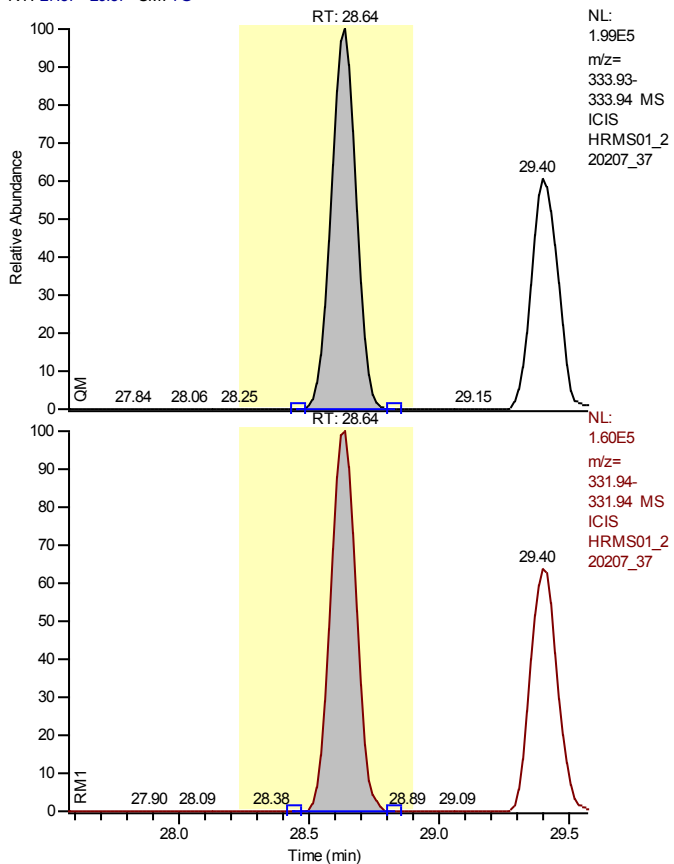 RT: 28.64
NL:
1.99E5
m/z=
333.93-
333.94 MS
ICIS
HRMS01_2
20207_37
100
90
80
70
60
50
40
30
20
10
0
Relative Abundance
29.40
QM
27.84 28.06 28.25 29.15
RT: 28.64
NL:
1.60E5
m/z=
331.94-
331.94 MS
ICIS
HRMS01_2
20207_37
100
90
80
70
60
50
40
30
20
10
0
29.40
RM1
27.90 28.09 28.38 28.89 29.09
28.0 28.5 29.0 29.5
Time (min)